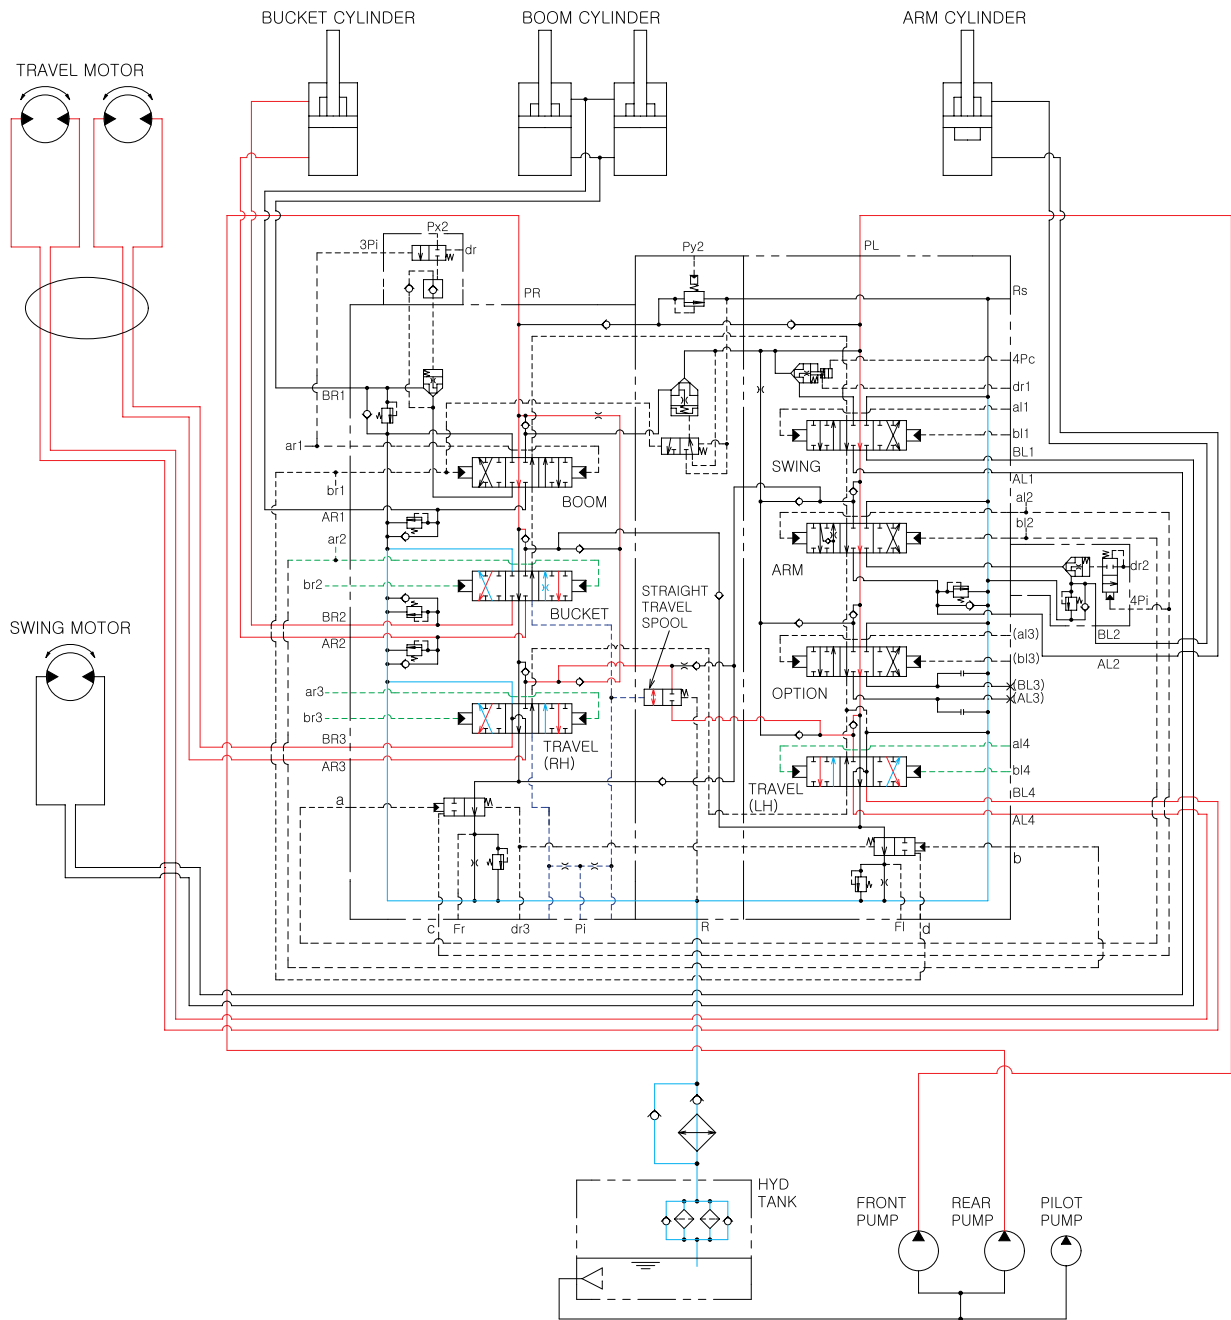 BUCKET CYLINDER
BOOM CYLINDER
ARM CYLINDER
TRAVEL MOTOR
Px2
3Pi
dr
Py2
PL
PR
Rs
4Pc
dr1
BR1
al1
ar1
bl1
BL1
SWING
AL1
br1
BOOM
al2
AR1
bl2
ar2
ARM
dr2
br2
BUCKET
STRAIGHT
TRAVEL
SPOOL
4Pi
SWING MOTOR
BR2
(al3)
BL2
AR2
(bl3)
AL2
OPTION
(BL3)
(AL3)
ar3
br3
BR3
TRAVEL
(RH)
al4
AR3
bl4
a
TRAVEL
(LH)
BL4
AL4
b
c
Fr
dr3
Pi
R
Fl
d
HYD
TANK
FRONT
PUMP
REAR
PUMP
PILOT
PUMP